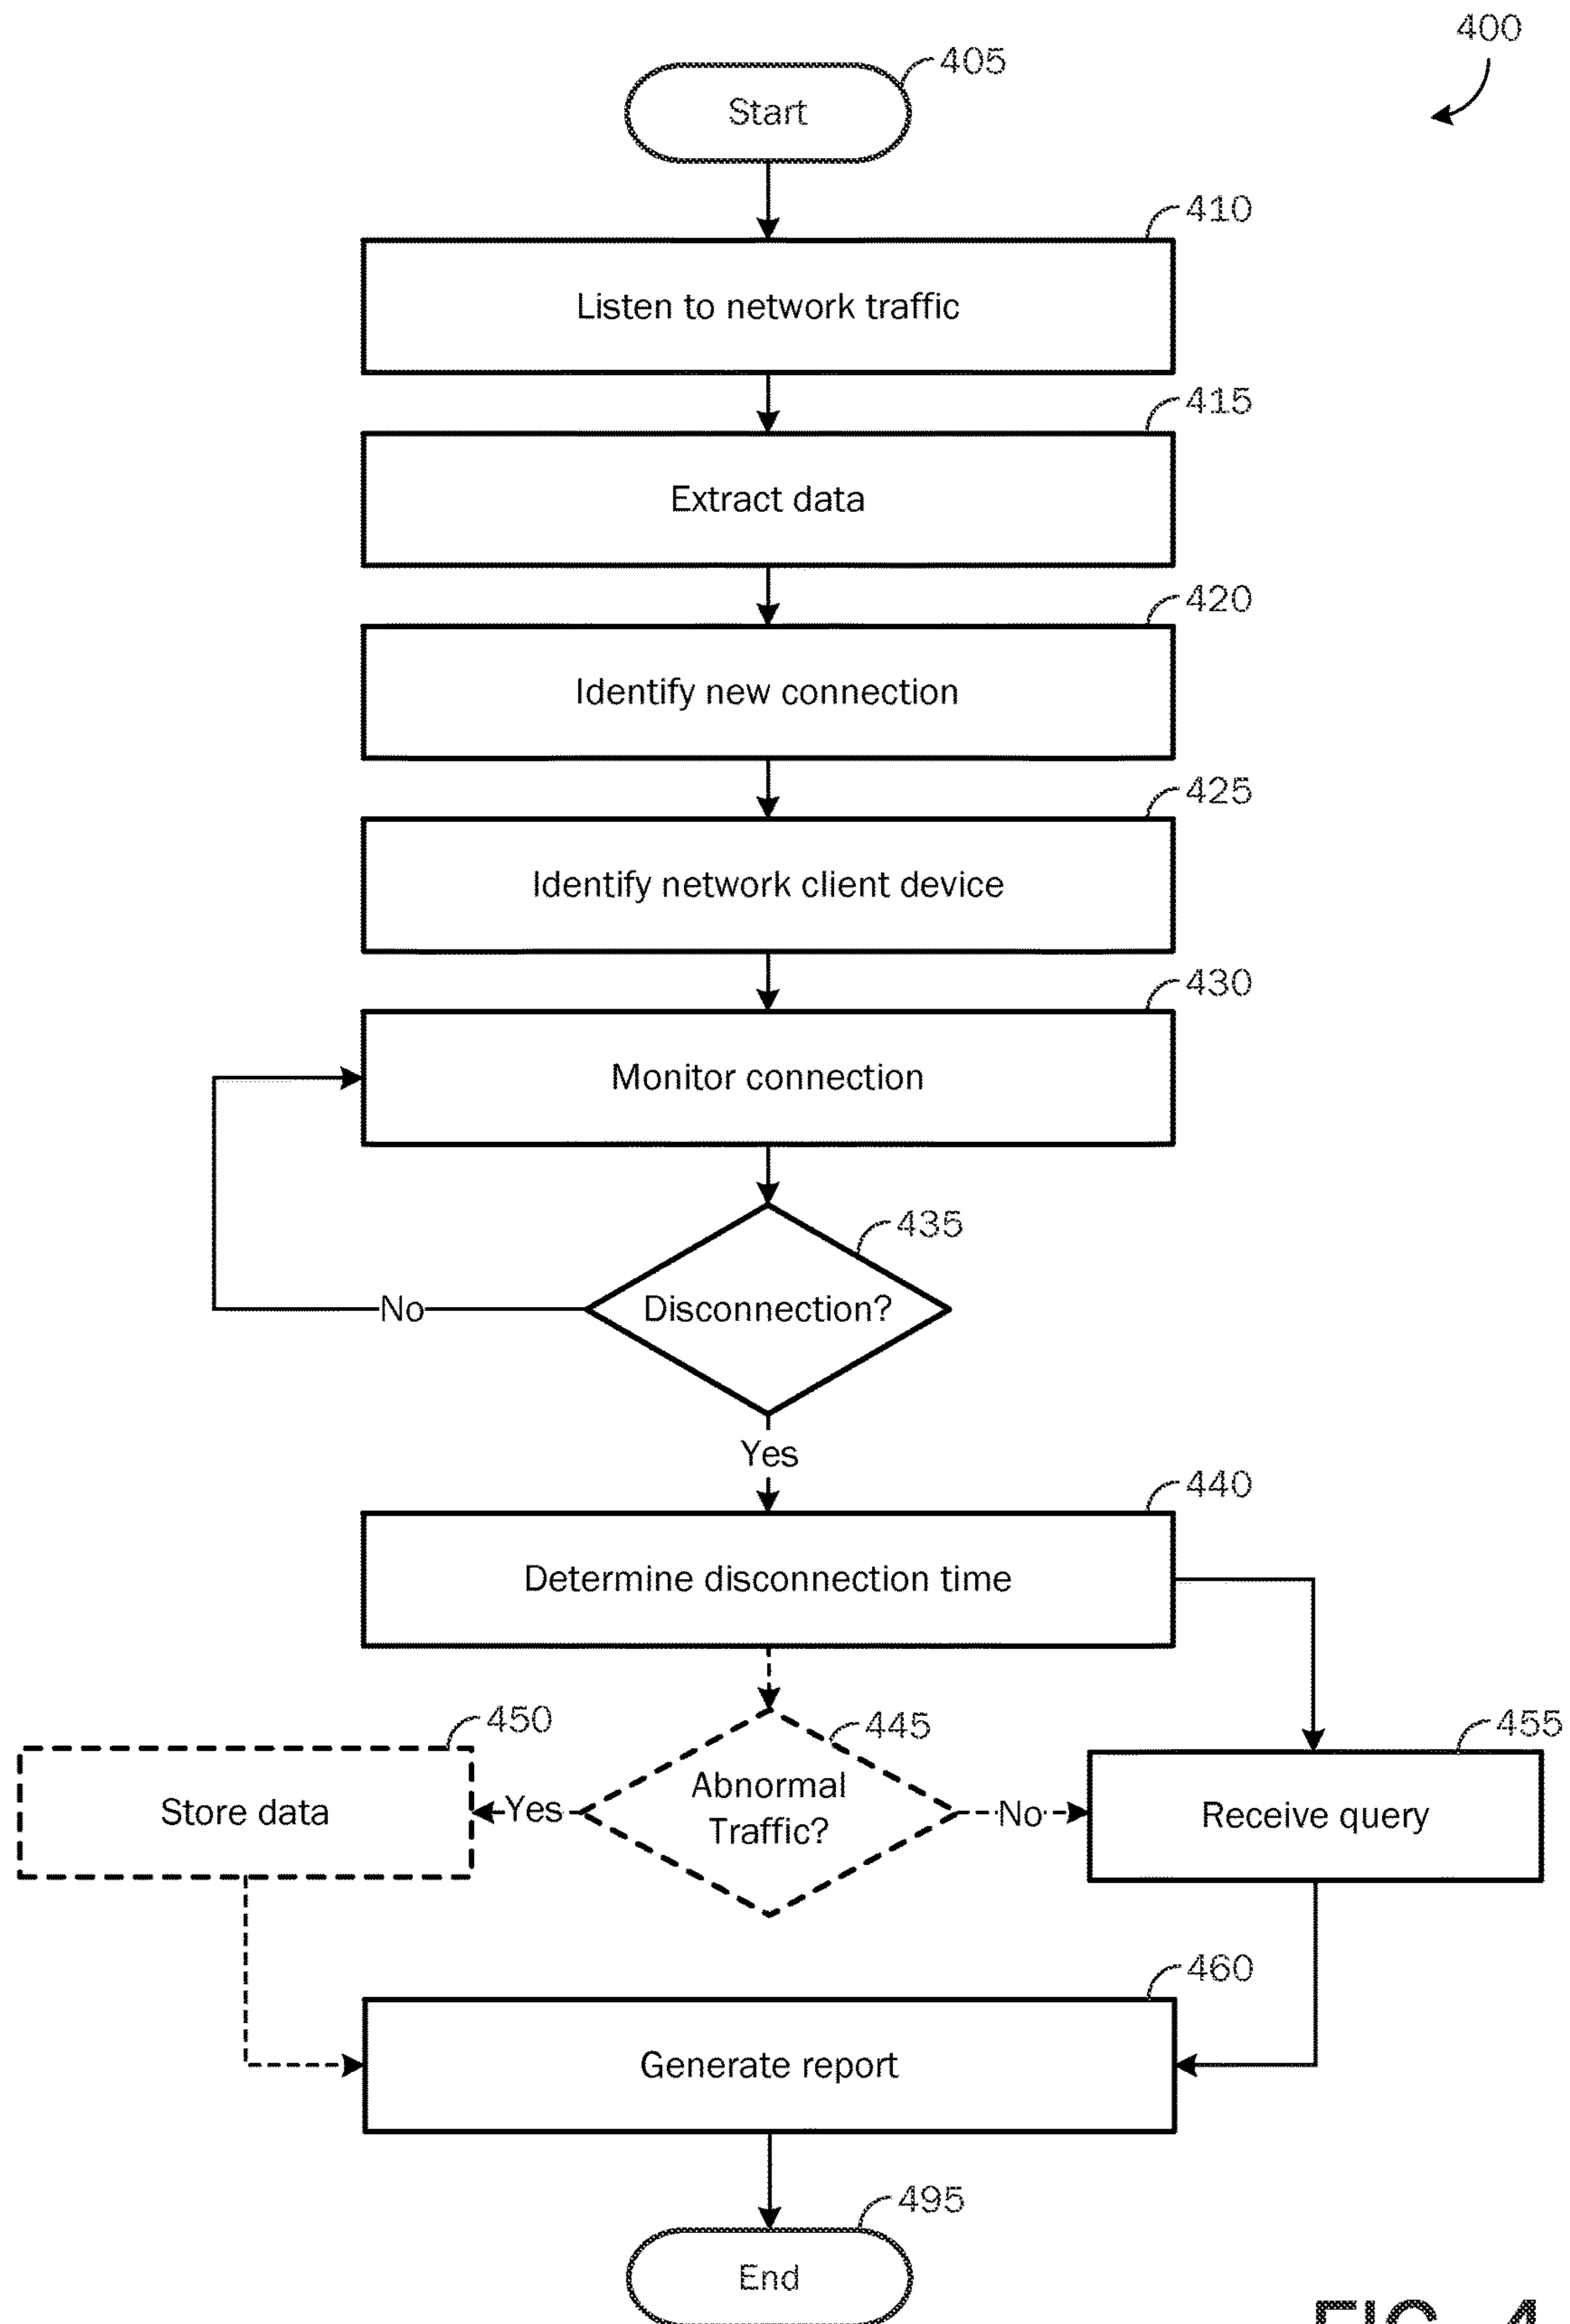 400
405
Start
410
Listen to network traffic
415
Extract data
420
Identify new connection
425
Identify network client device
430
Monitor connection
435
Disconnection?
No
Yes
440
Determine disconnection time
450
445
455
Store data
Yes
Abnormal
Traffic?
No
Receive query
460
Generate report
495
End
FIG. 4